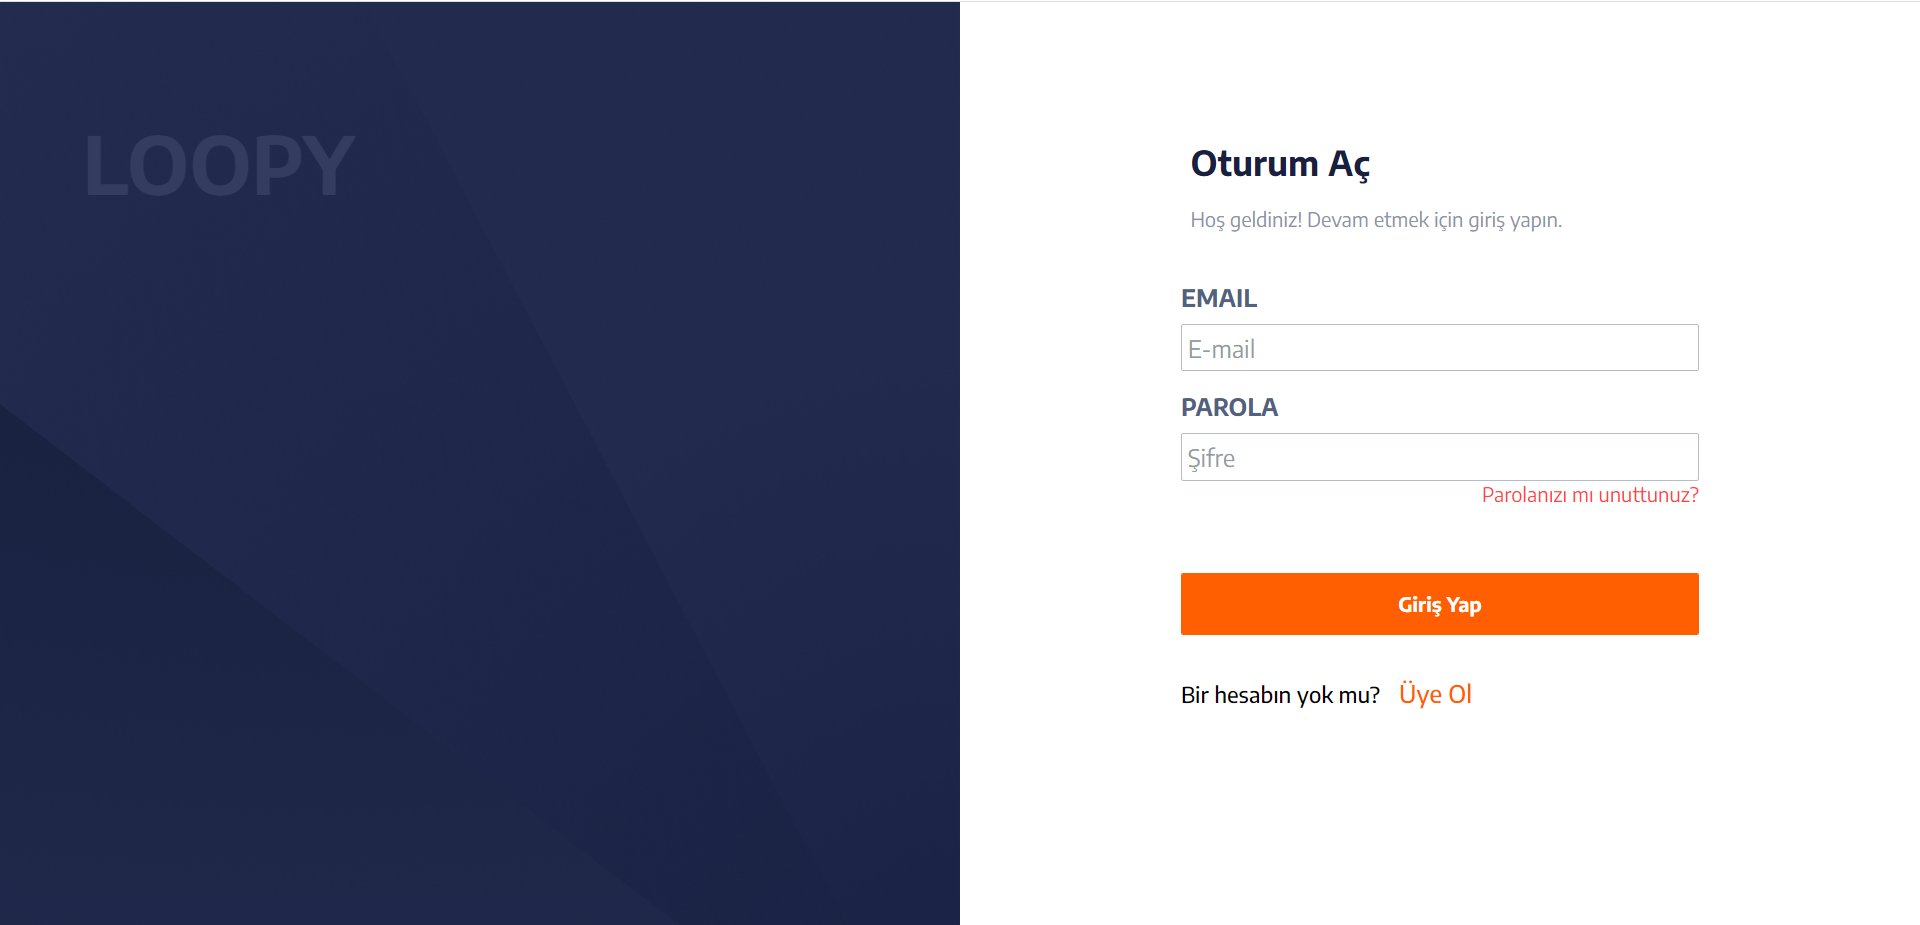 LOOPY
Oturum Aç
Hoş geldiniz! Devam etmek için giriş yapın.
EMAIL
E-mail
PAROLA
Şifre
Parolanızı mı unuttunuz?
Giriş Yap
Bir hesabın yok mu? Üye Ol